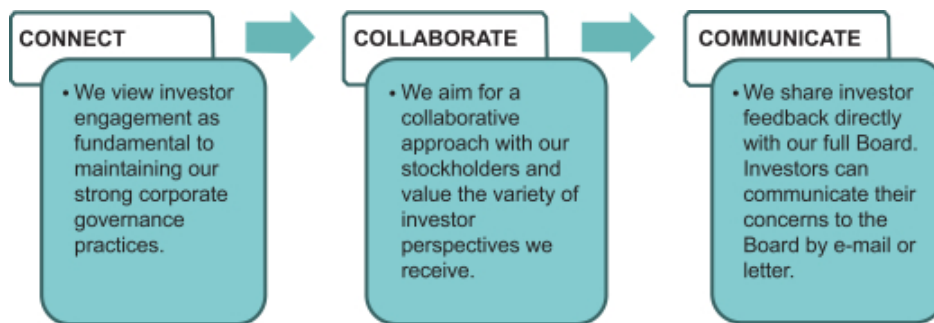 CONNECT
• We view investor
engagement as
fundamental to
maintaining our
strong corporate
governance
practices.
COLLABORATE
• We aim for a
collaborative
approach with our
stockholders and
value the variety of
investor
perspectives we
receive.
COMMUNICATE
• We share investor
feedback directly
with our full Board.
Investors can
communicate their
concerns to the
Board by e-mail or
letter.